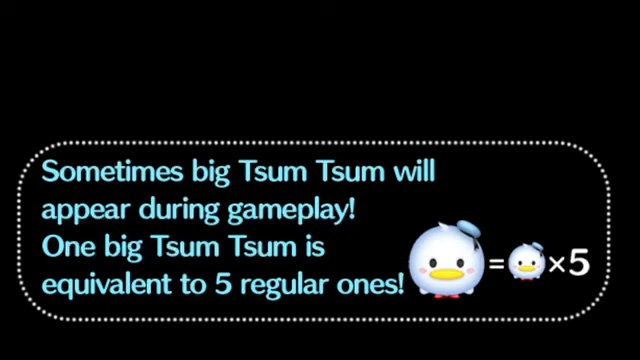 Sometimes big Tsum Tsum will
appear during gameplay!
One big Tsum Tsum is
equivalent to 5 regular ones!
=×5